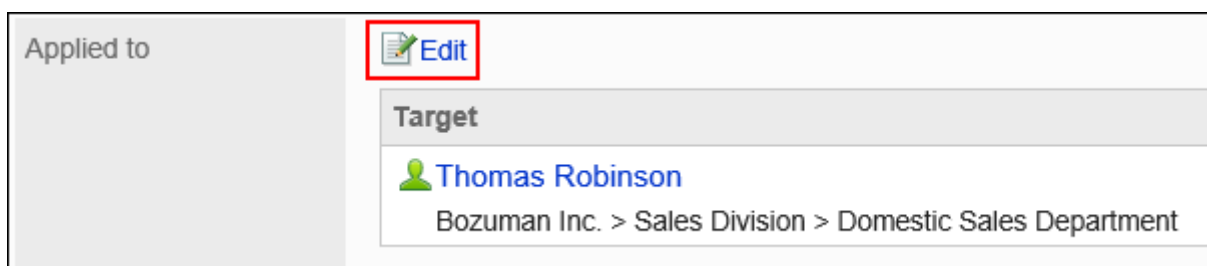 Applied to
Edit
Target
Thomas Robinson
Bozuman Inc. > Sales Division > Domestic Sales Department